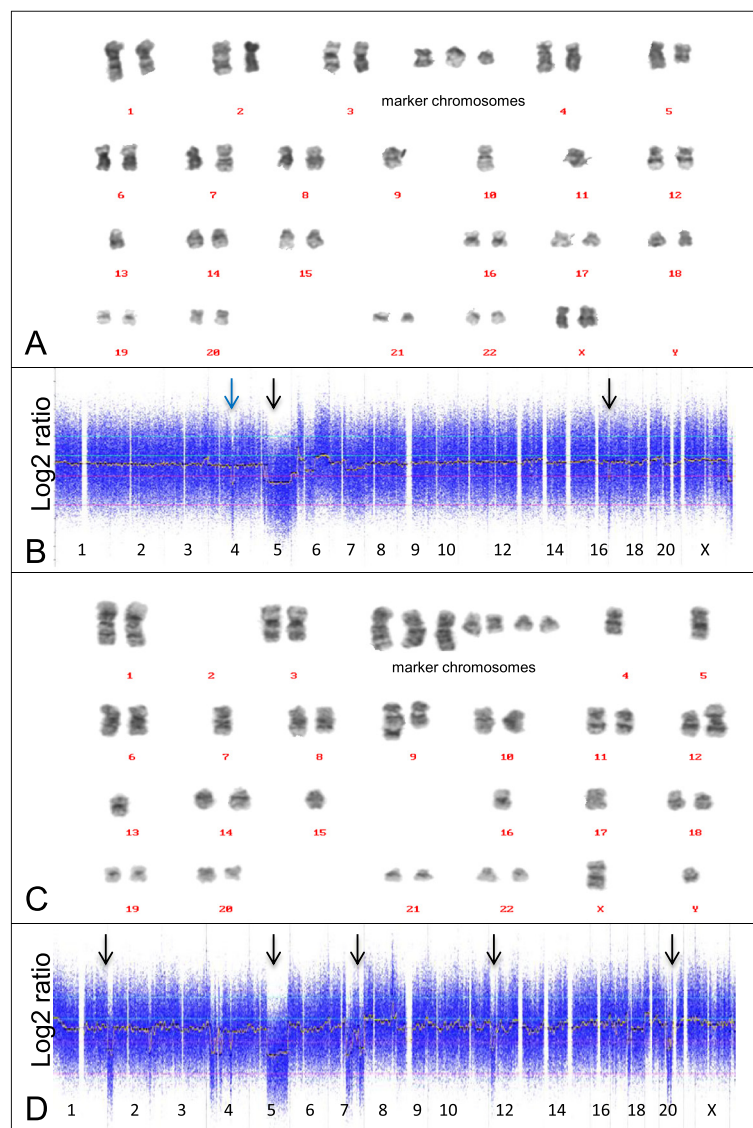 1 2 3 marker chromosomes 4 5
6 7 8 9 10 11 12
13 14 15 16 17 18
19 20 21 22 X Y
A
Log2 ratio
B
1 2 3 4 5 6 7 8 9 10 12 14 16 18 20 X
1 2 3 marker chromosomes 4 5
6 7 8 9 10 11 12
13 14 15 16 17 18
19 20 21 22 X Y
C
Log2 ratio
D
1 2 3 4 5 6 7 8 9 10 12 14 16 18 20 X